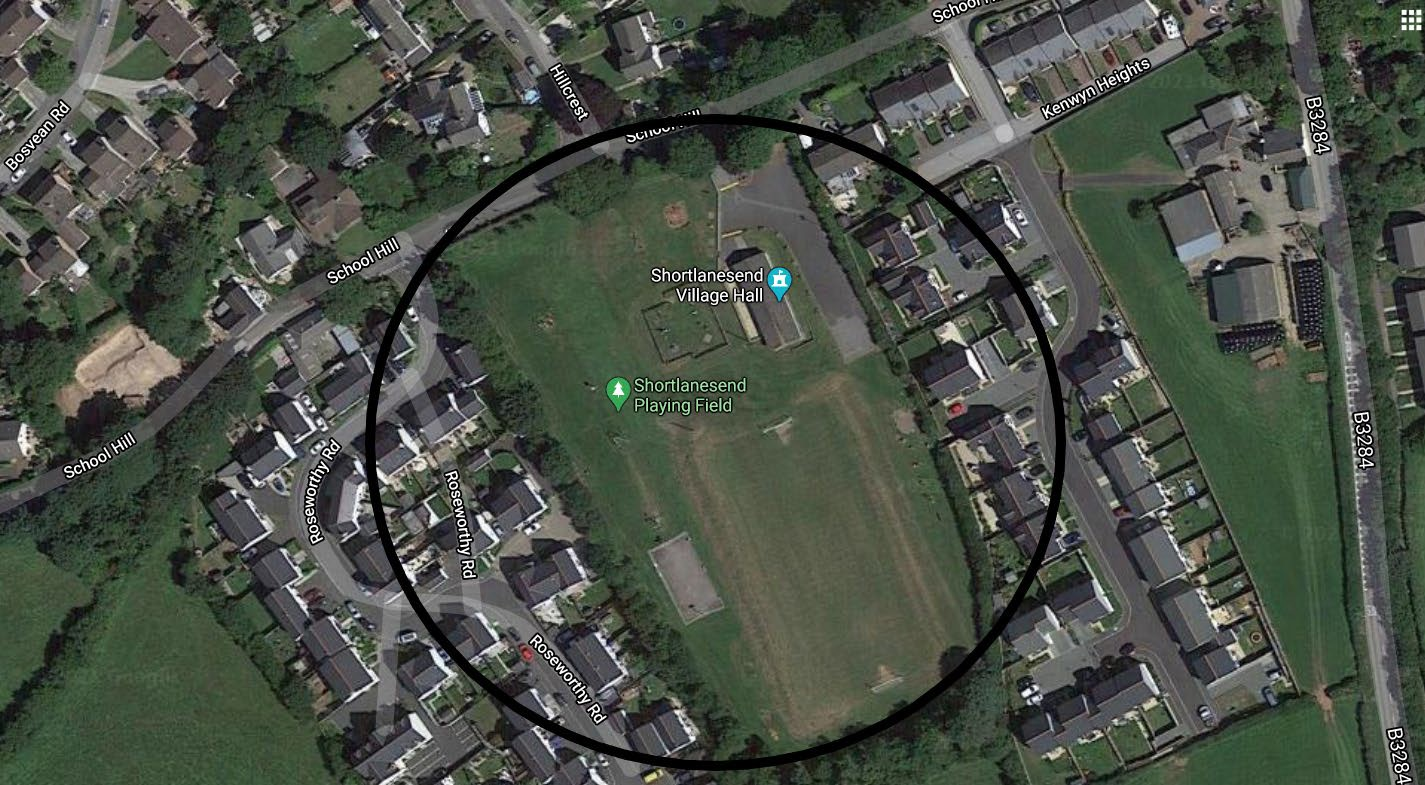 School Hill
Hillcrest
School Hill
Kenwyn Heights
B3284
Bosvean Rd
School Hill
Shortlanesend
Village Hall
Shortlanesend
Playing Field
School Hill
Roseworthy Rd
Roseworthy Rd
B3284
Roseworthy Rd
B3284